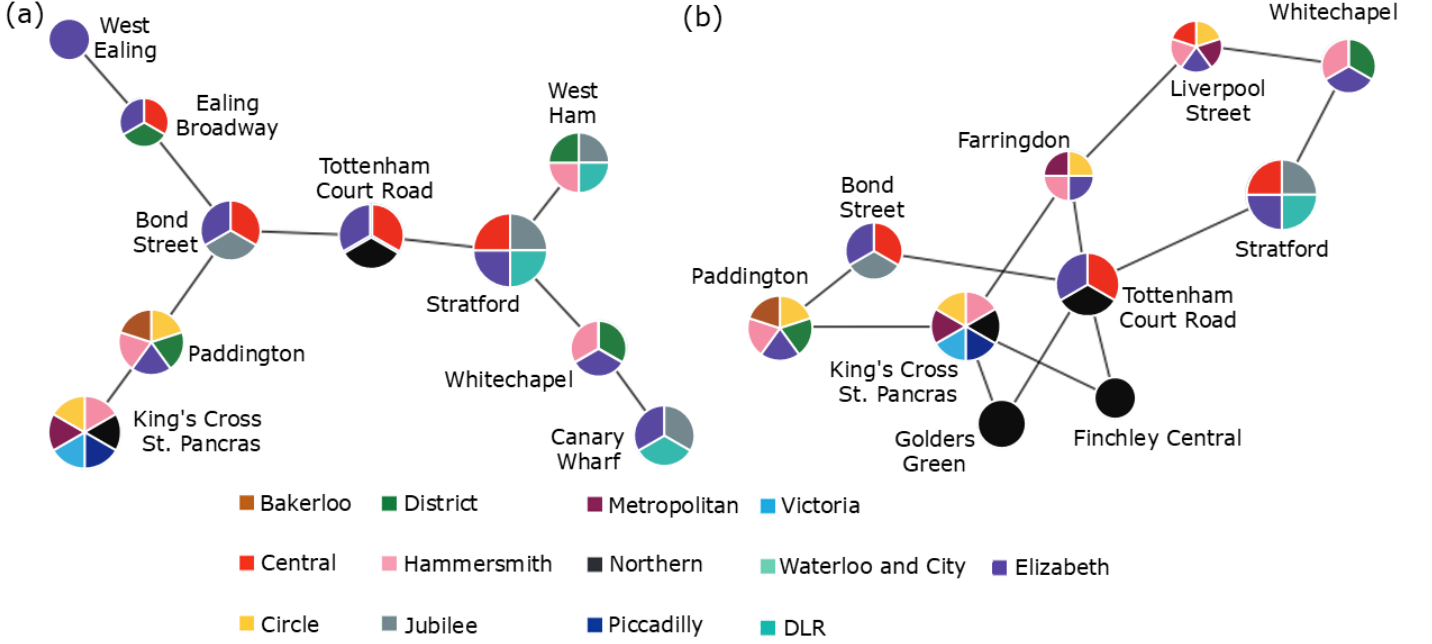 (a)
West
Ealing
Ealing
Broadway
Bond
Street
Tottenham
Court Road
West
Ham
Stratford
Paddington
Whitechapel
King's Cross
St. Pancras
Canary
Wharf
(b)
Whitechapel
Liverpool
Street
Farringdon
Bond
Street
Stratford
Paddington
Tottenham
Court Road
King's Cross
St. Pancras
Golders
Green
Finchley Central
Bakerloo
District
Metropolitan
Victoria
Central
Hammersmith
Northern
Waterloo and City
Elizabeth
Circle
Jubilee
Piccadilly
DLR